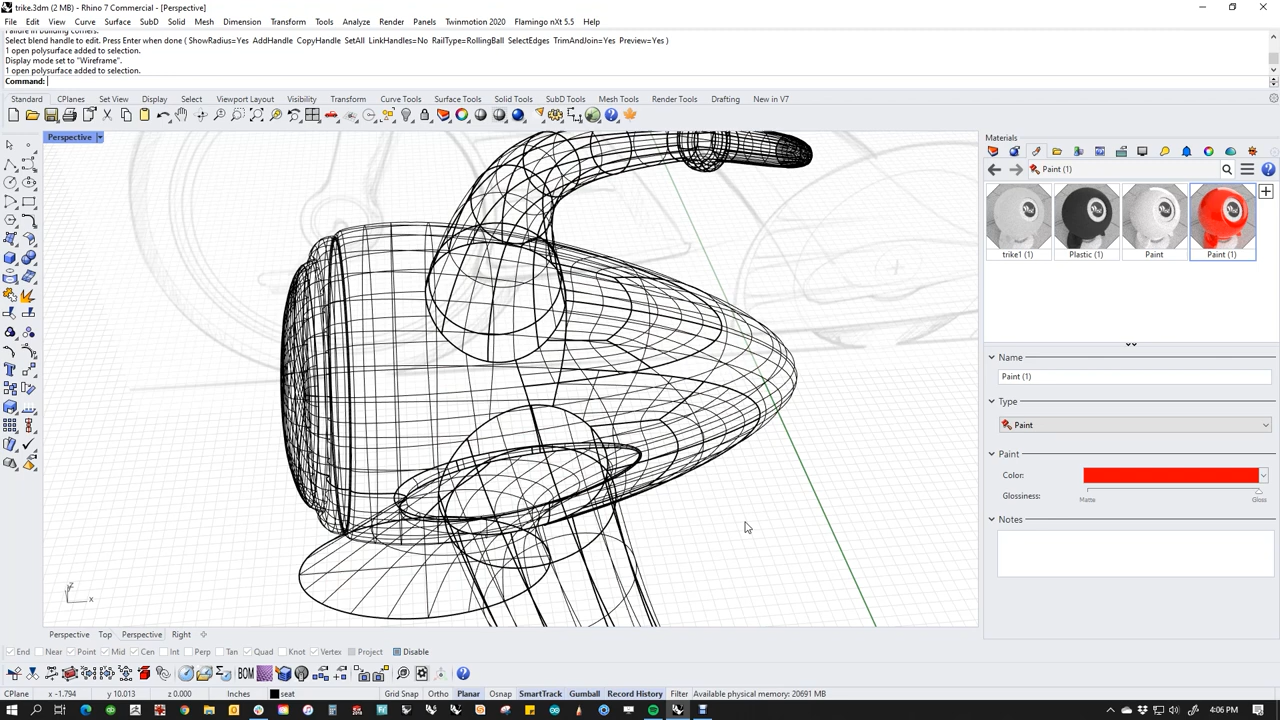 trike.3dm (2 MB) - Rhino 7 Commercial - [Perspective]
File Edit View Curve Surface SubD Solid Mesh Dimension Transform Tools Analyze Render Panels Twinmotion 2020 Flamingo nXt 5.5 Help
Failure in building corners.
Select blend handle to edit. Press Enter when done ( ShowRadius=Yes AddHandle CopyHandle SetAll LinkHandles=No RailType=RollingBall SelectEdges TrimAndJoin=Yes Preview=Yes )
1 open polysurface added to selection.
Display mode set to "Wireframe".
1 open polysurface added to selection.
Command:
Standard CPlanes Set View Display Select Viewport Layout Visibility Transform Curve Tools Surface Tools Solid Tools SubD Tools Mesh Tools Render Tools Drafting New in V7
Perspective
Materials
Paint (1)
trike1 (1) Plastic (1) Paint Paint (1)
Name
Paint (1)
Type
Paint
Paint
Color:
Glossiness:
Matte Gloss
Notes
z
x
Perspective Top Perspective Right
End Near Point Mid Cen Int Perp Tan Quad Knot Vertex Project Disable
BOM
CPlane x -1.794 y 10.013 z 0.000 Inches seat Grid Snap Ortho Planar Osnap SmartTrack Gumball Record History Filter Available physical memory: 20691 MB
4:06 PM